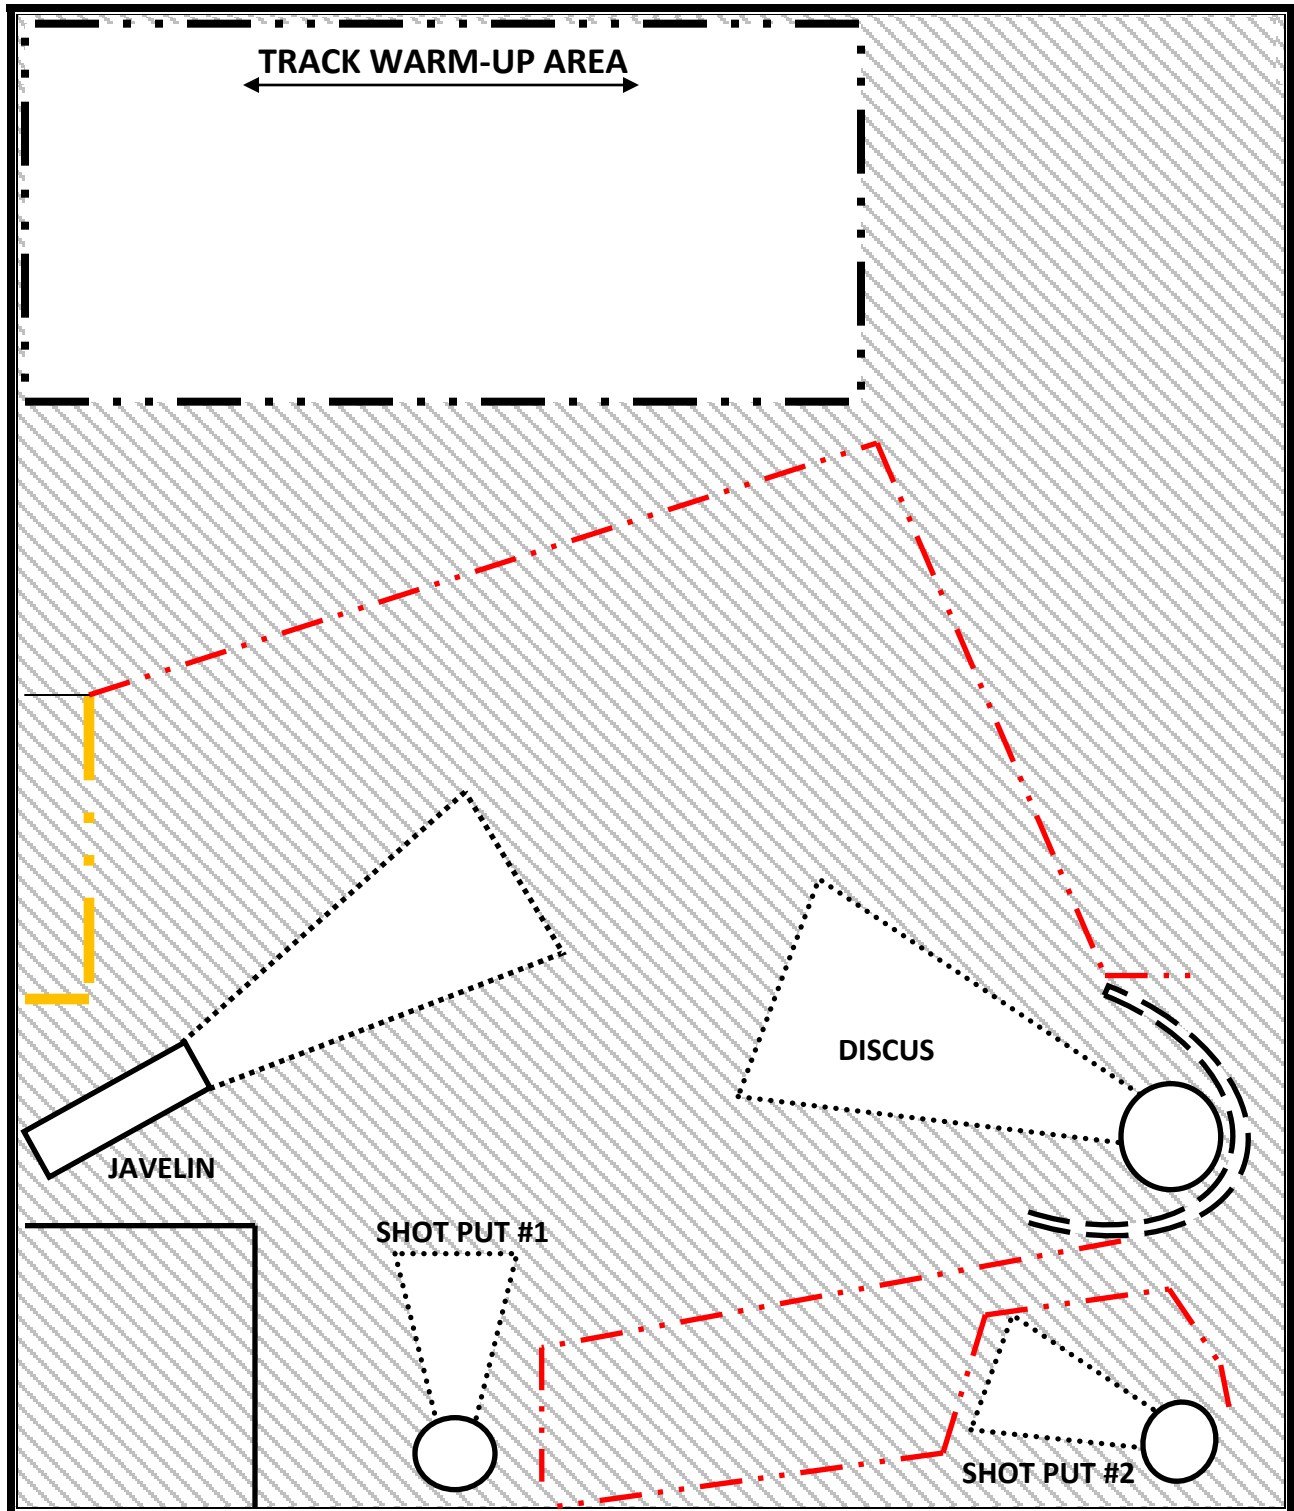 TRACK WARM-UP AREA
DISCUS
JAVELIN
SHOT PUT #1
SHOT PUT #2